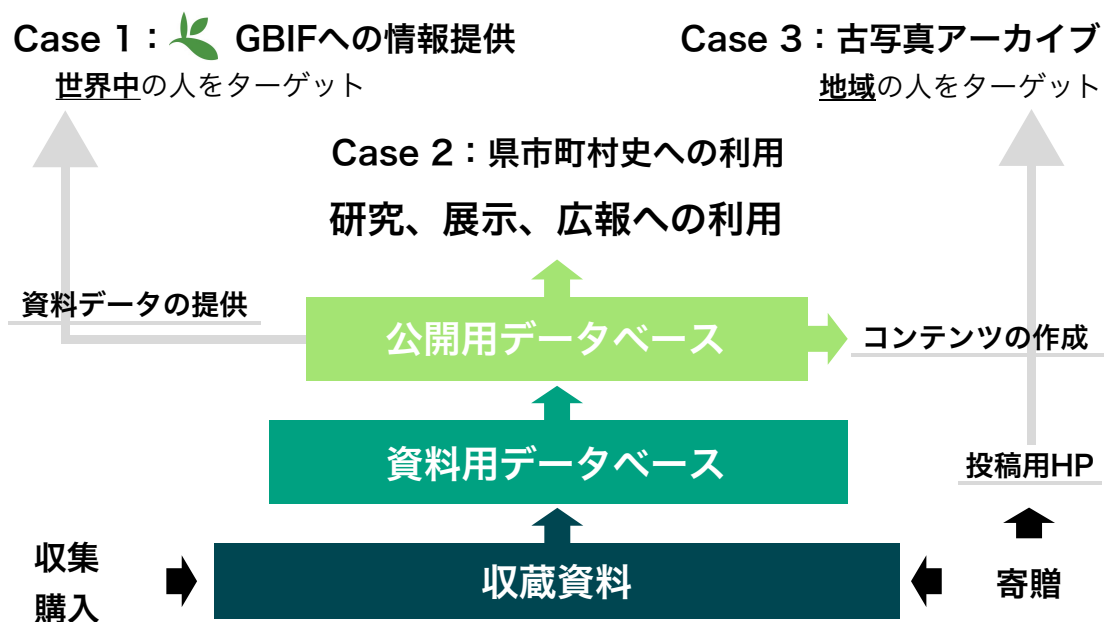 Case 1：GBIFへの情報提供
世界中の人をターゲット
Case 3：古写真アーカイブ
地域の人をターゲット
Case 2：県市町村史への利用
研究、展示、広報への利用
資料データの提供
公開用データベース
コンテンツの作成
資料用データベース
投稿用HP
収集
購入
収蔵資料
寄贈